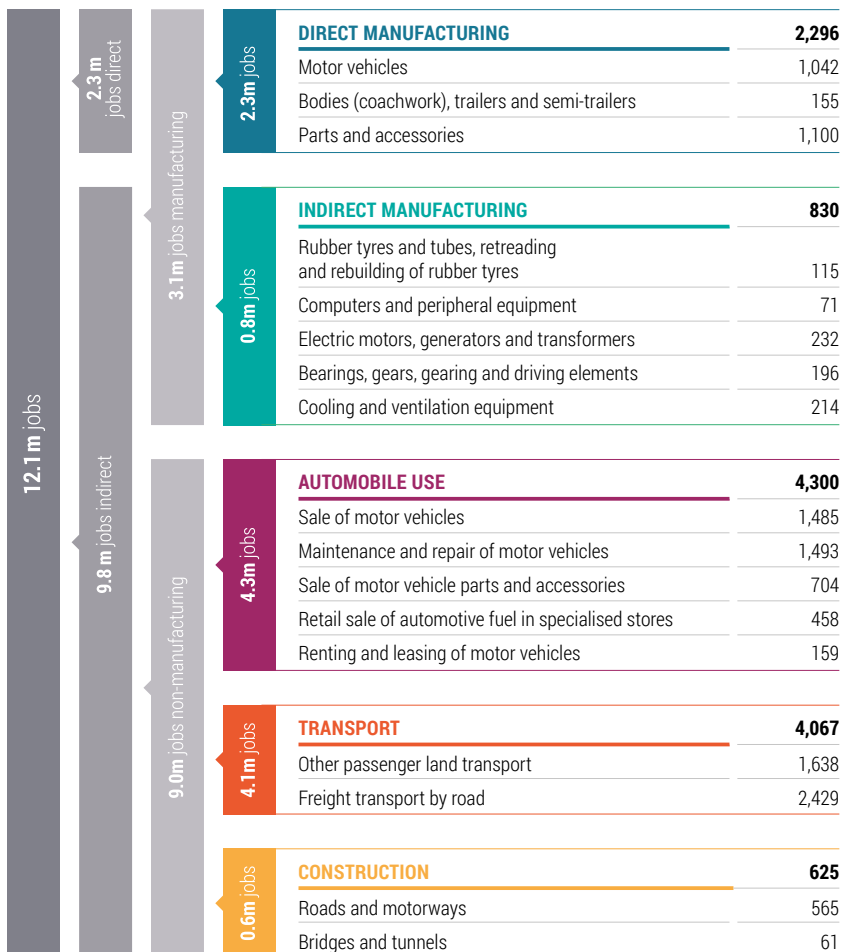 12.1 m jobs
2.3 m
jobs direct
9.8 m jobs indirect
3.1m jobs manufacturing
9.0m jobs non-manufacturing
2.3m jobs
DIRECT MANUFACTURING 2,296
Motor vehicles 1,042
Bodies (coachwork), trailers and semi-trailers 155
Parts and accessories 1,100
0.8m jobs
INDIRECT MANUFACTURING 830
Rubber tyres and tubes, retreading
and rebuilding of rubber tyres 115
Computers and peripheral equipment 71
Electric motors, generators and transformers 232
Bearings, gears, gearing and driving elements 196
Cooling and ventilation equipment 214
4.3m jobs
AUTOMOBILE USE 4,300
Sale of motor vehicles 1,485
Maintenance and repair of motor vehicles 1,493
Sale of motor vehicle parts and accessories 704
Retail sale of automotive fuel in specialised stores 458
Renting and leasing of motor vehicles 159
4.1m jobs
TRANSPORT 4,067
Other passenger land transport 1,638
Freight transport by road 2,429
0.6m jobs
CONSTRUCTION 625
Roads and motorways 565
Bridges and tunnels 61